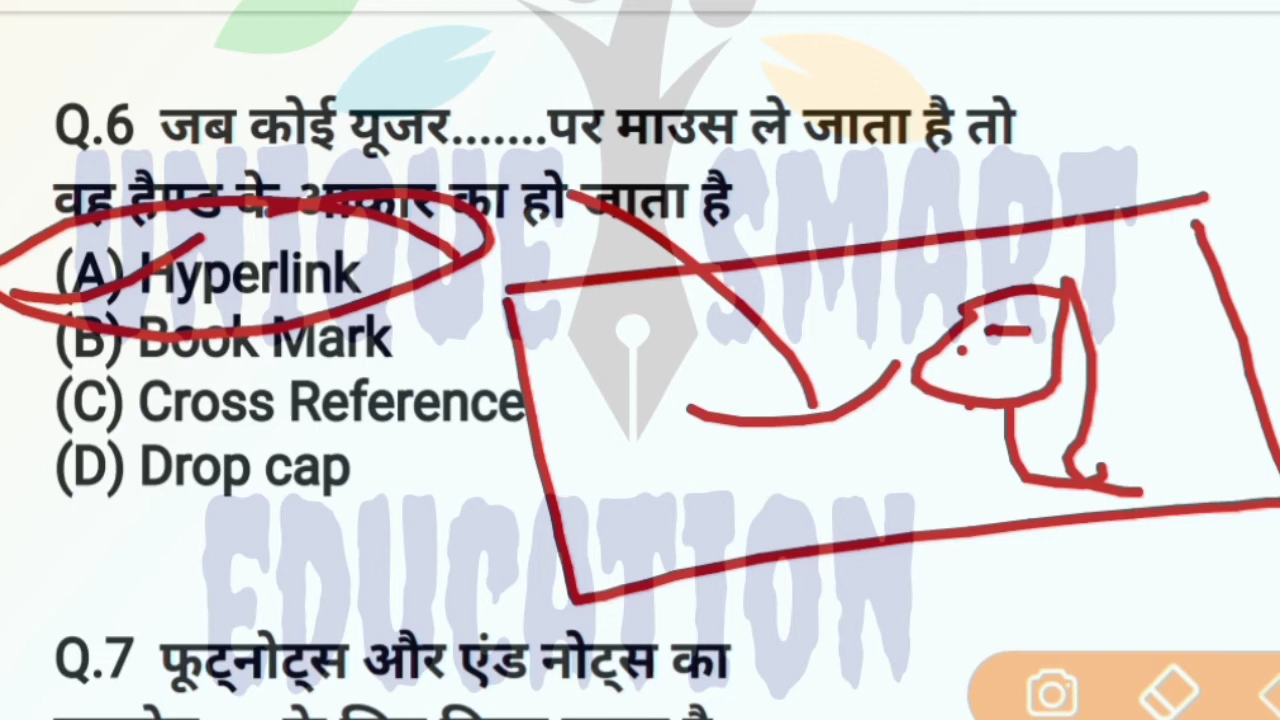 Q.6 जब कोई यूजर.......पर माउस ले जाता है तो
वह हैण्ड के आकार का हो जाता है
(A) Hyperlink
(B) Book Mark
(C) Cross Reference
(D) Drop cap
UNIQUE SMART
EDUCATION
Q.7 फूट्नोट्स और एंड नोट्स का